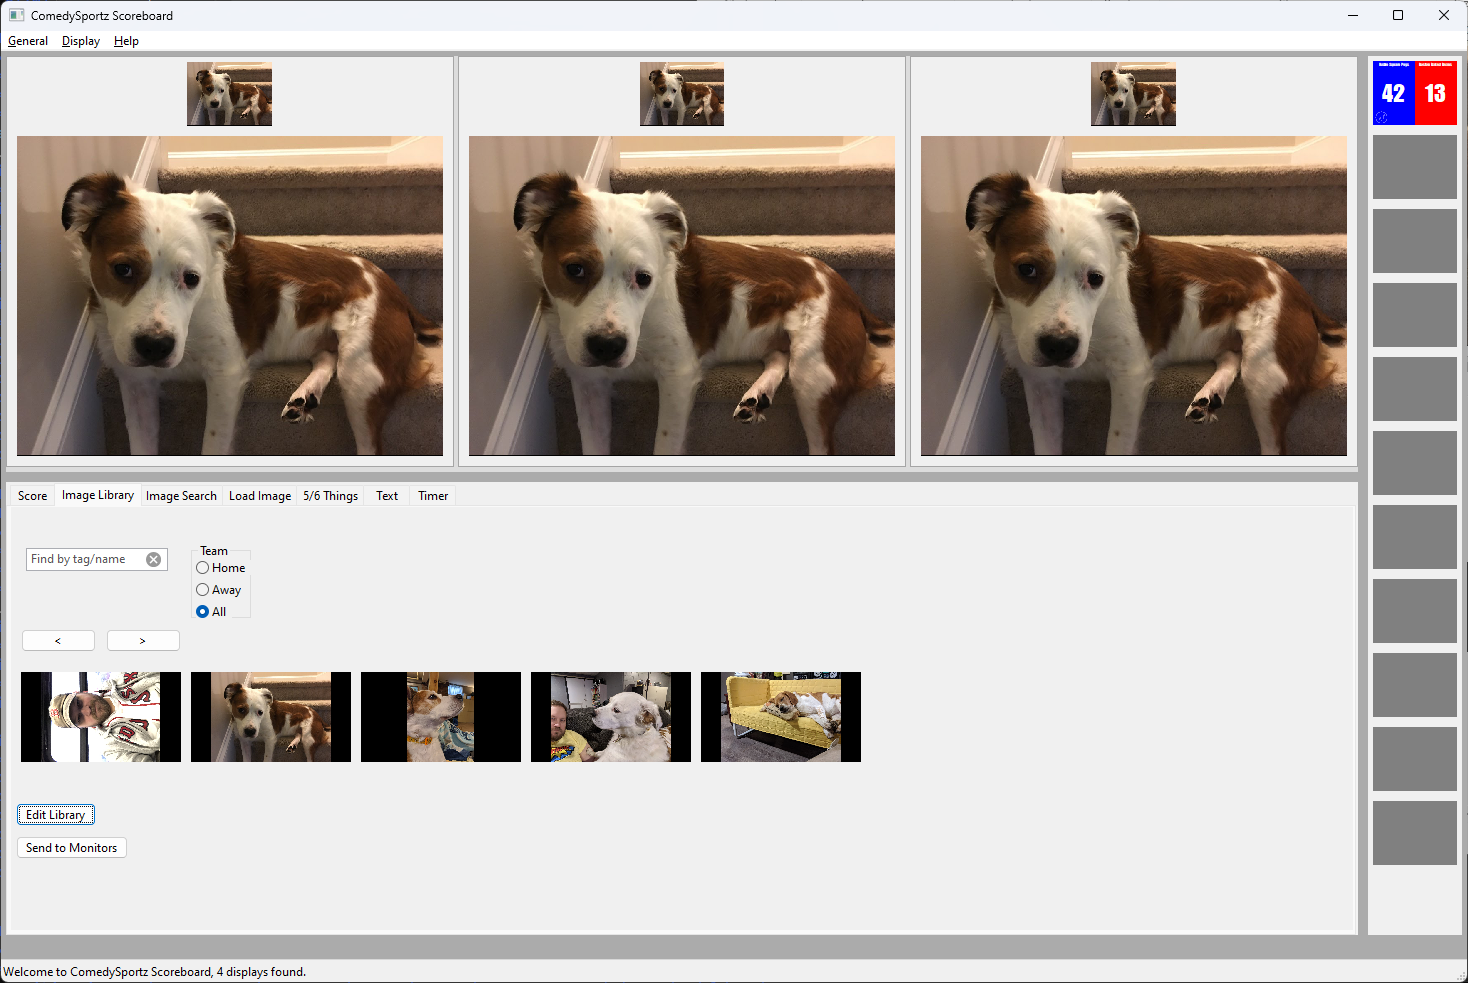 ComedySportz Scoreboard
General Display Help
42 13
Score Image Library Image Search Load Image 5/6 Things Text Timer
Find by tag/name
Team
Home
Away
All
< >
Edit Library
Send to Monitors
Welcome to ComedySportz Scoreboard, 4 displays found.